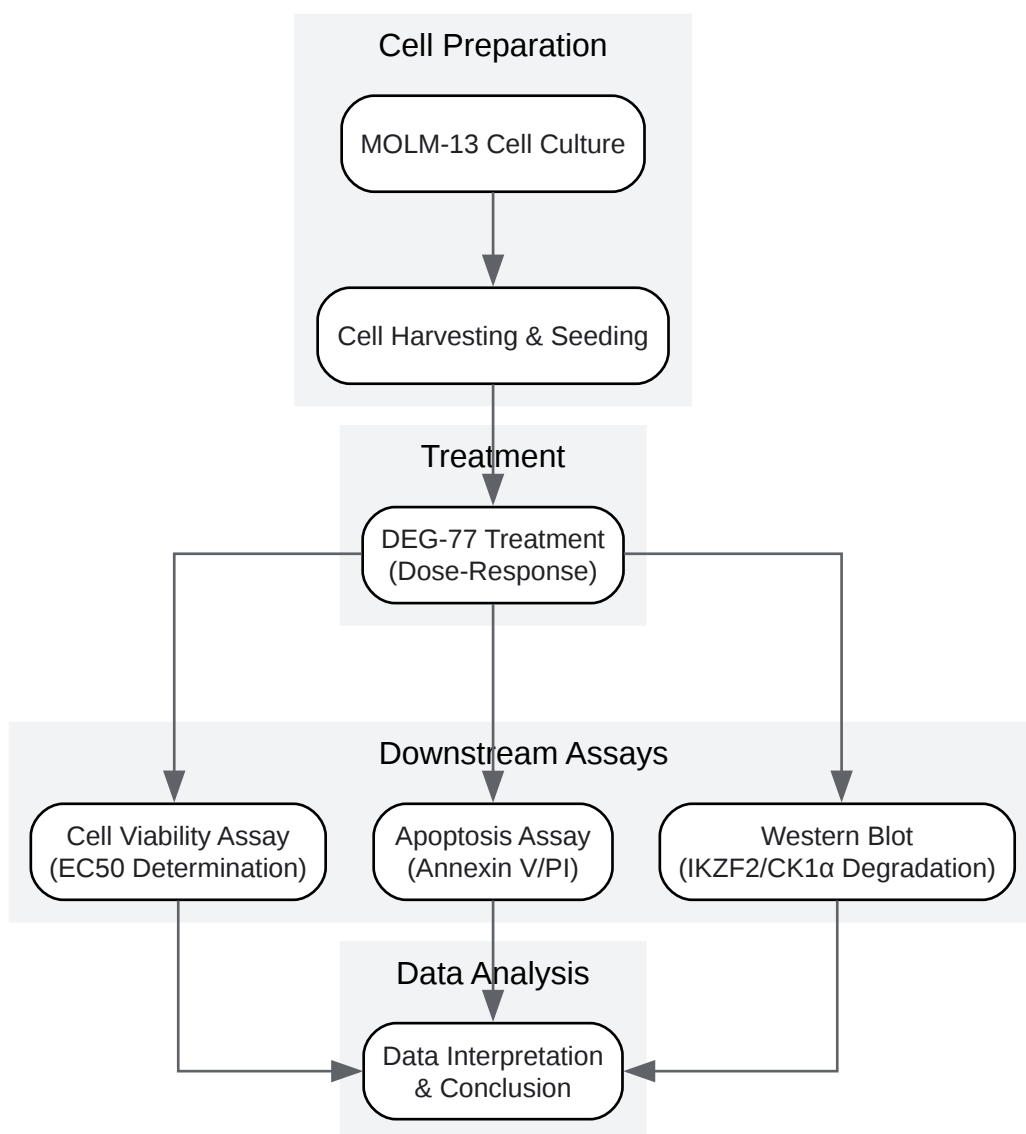 Cell Preparation
MOLM-13 Cell Culture
Cell Harvesting & Seeding
Treatment
DEG-77 Treatment
(Dose-Response)
Downstream Assays
Cell Viability Assay
(EC50 Determination)
Apoptosis Assay
(Annexin V/PI)
Western Blot
(IKZF2/CK1α Degradation)
Data Analysis
Data Interpretation
& Conclusion